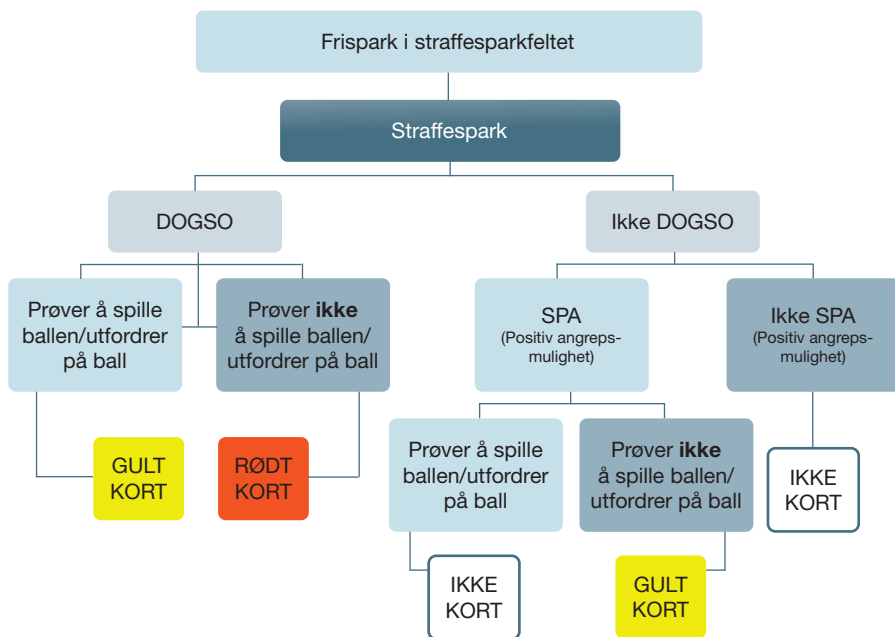 Frispark i straffesparkfeltet
Straffespark
DOGSO
Ikke DOGSO
Prøver å spille
ballen/utfordrer
på ball
Prøver ikke
å spille ballen/
utfordrer på ball
SPA
(Positiv angreps-
mulighet)
Ikke SPA
(Positiv angreps-
mulighet)
GULT
KORT
RØDT
KORT
Prøver å spille
ballen/utfordrer
på ball
Prøver ikke
å spille ballen/
utfordrer på ball
IKKE
KORT
IKKE
KORT
GULT
KORT